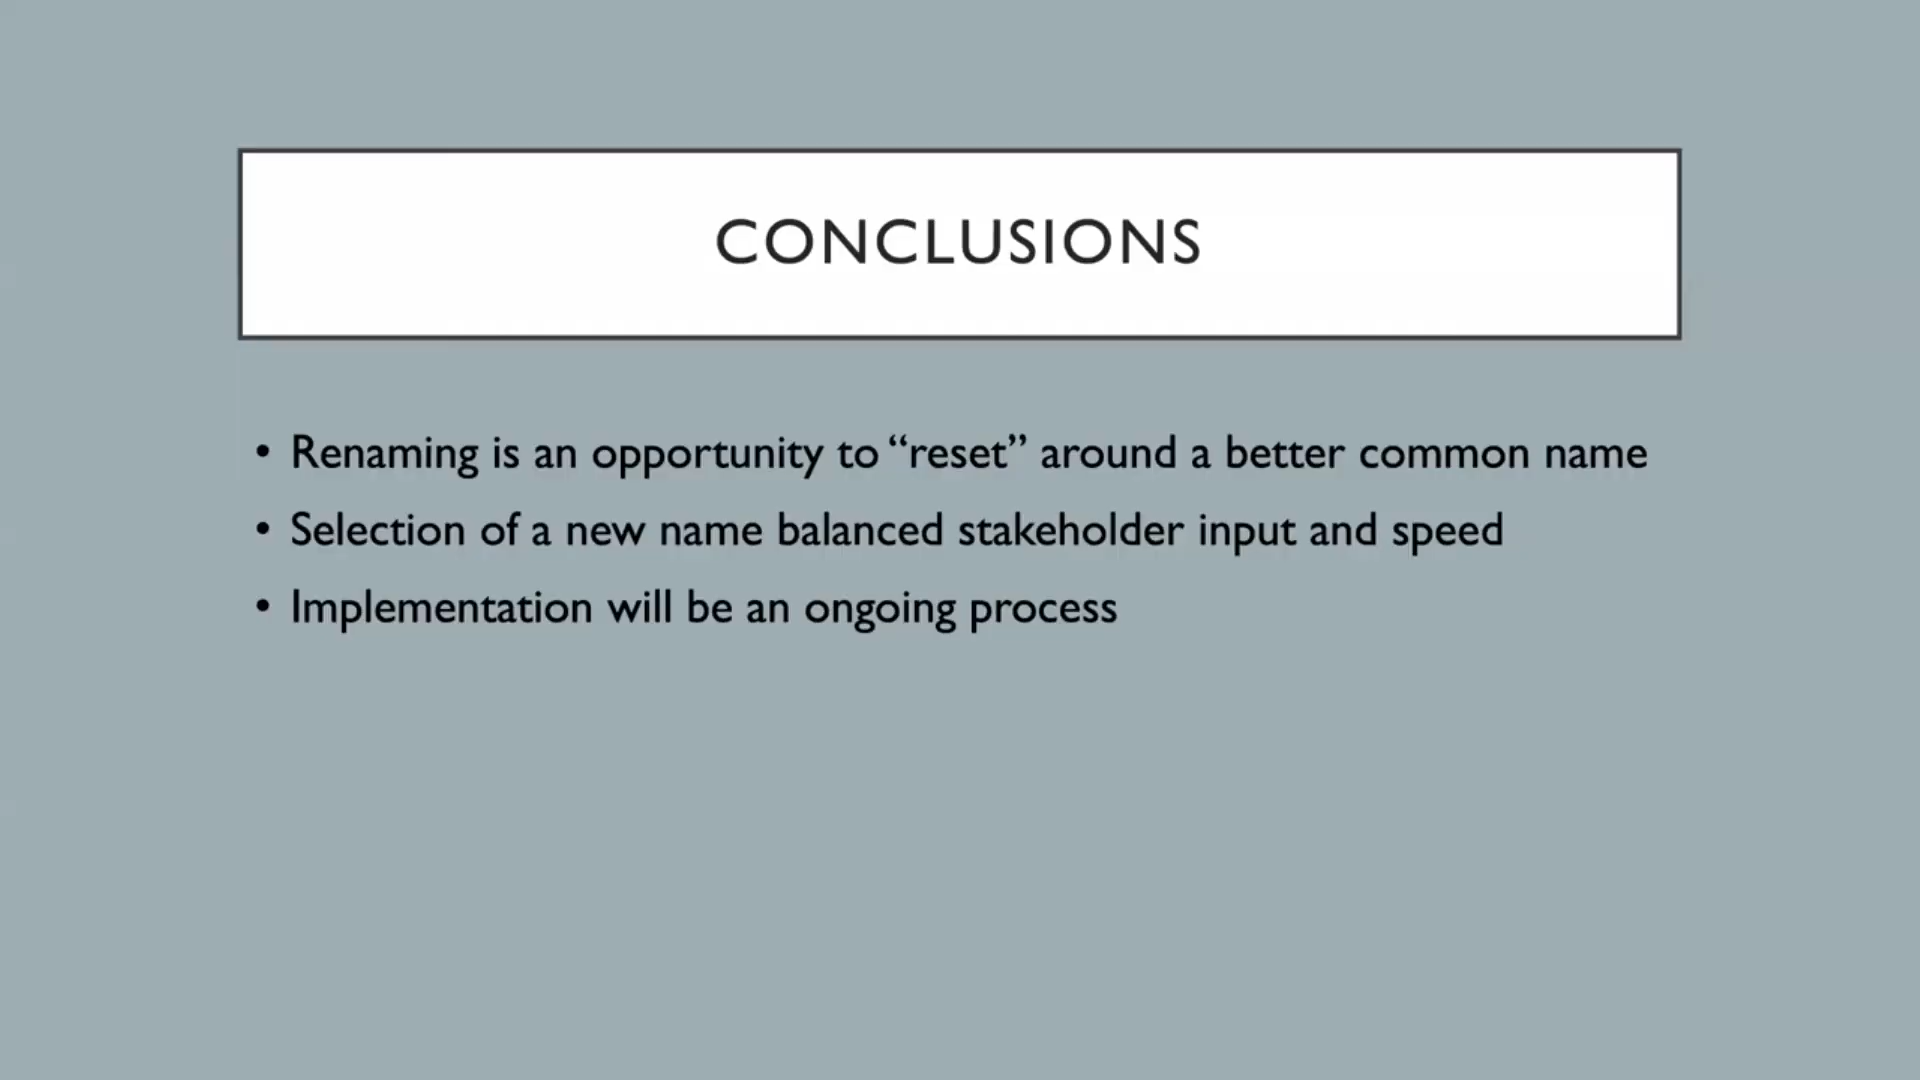 CONCLUSIONS
• Renaming is an opportunity to “reset” around a better common name
• Selection of a new name balanced stakeholder input and speed
• Implementation will be an ongoing process